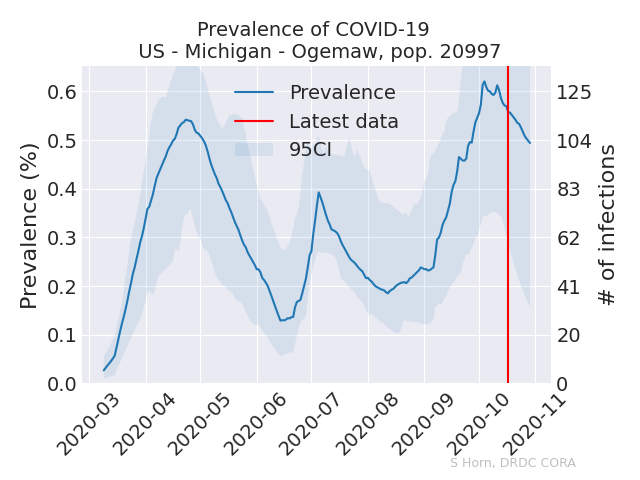 Prevalence of COVID-19
US - Michigan - Ogemaw, pop. 20997
Prevalence
Latest data
95CI
Prevalence (%)
# of infections
0.6
0.5
0.4
0.3
0.2
0.1
0.0
125
104
83
62
41
20
0
2020-03
2020-04
2020-05
2020-06
2020-07
2020-08
2020-09
2020-10
2020-11
S Horn, DRDC CORA